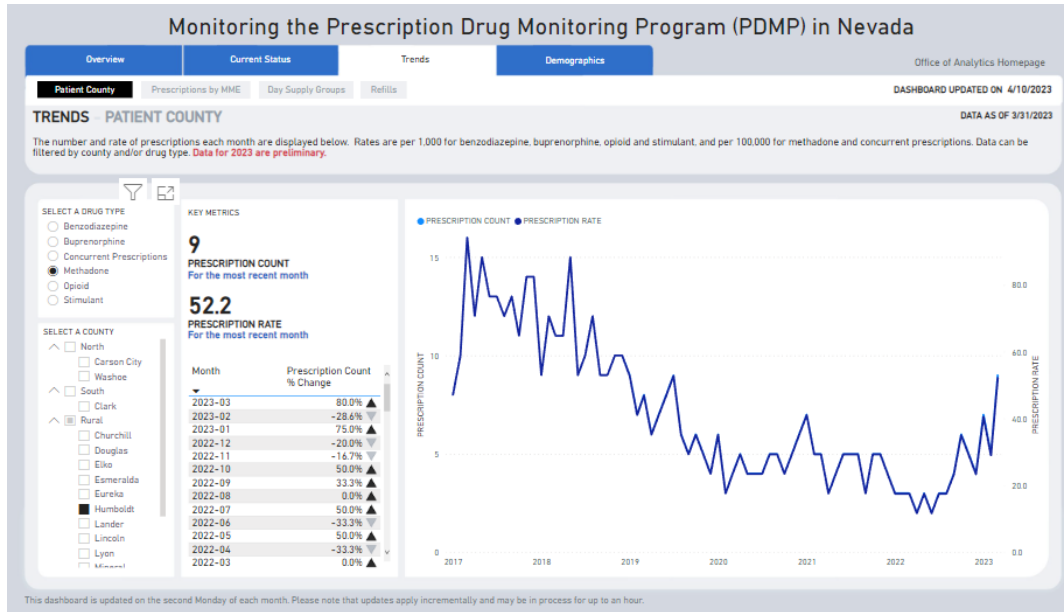 Monitoring the Prescription Drug Monitoring Program (PDMP) in Nevada
Overview
Current Status
Trends
Demographics
Office of Analytics Homepage
Patient County
Prescriptions by MME
Day Supply Groups
Refills
DASHBOARD UPDATED ON 4/10/2023
TRENDS - PATIENT COUNTY
DATA AS OF 3/31/2023
The number and rate of prescriptions each month are displayed below. Rates are per 1,000 for benzodiazepine, buprenorphine, opioid and stimulant, and per 100,000 for methadone and concurrent prescriptions. Data can be
filtered by county and/or drug type. Data for 2023 are preliminary.
SELECT A DRUG TYPE
Benzodiazepine
Buprenorphine
Concurrent Prescriptions
Methadone
Opioid
Stimulant
SELECT A COUNTY
North
Carson City
Washoe
South
Clark
Rural
Churchill
Douglas
Elko
Esmeralda
Eureka
Humboldt
Lander
Lincoln
Lyon
Mineral
KEY METRICS
9
PRESCRIPTION COUNT
For the most recent month
52.2
PRESCRIPTION RATE
For the most recent month
Month Prescription Count
% Change
2023-03 80.0%
2023-02 -28.6%
2023-01 75.0%
2022-12 -20.0%
2022-11 -16.7%
2022-10 50.0%
2022-09 33.3%
2022-08 0.0%
2022-07 50.0%
2022-06 -33.3%
2022-05 50.0%
2022-04 -33.3%
2022-03 0.0%
PRESCRIPTION COUNT PRESCRIPTION RATE
15
10
5
0
PRESCRIPTION COUNT
80.0
60.0
40.0
20.0
0.0
PRESCRIPTION RATE
2017 2018 2019 2020 2021 2022 2023
This dashboard is updated on the second Monday of each month. Please note that updates apply incrementally and may be in process for up to an hour.